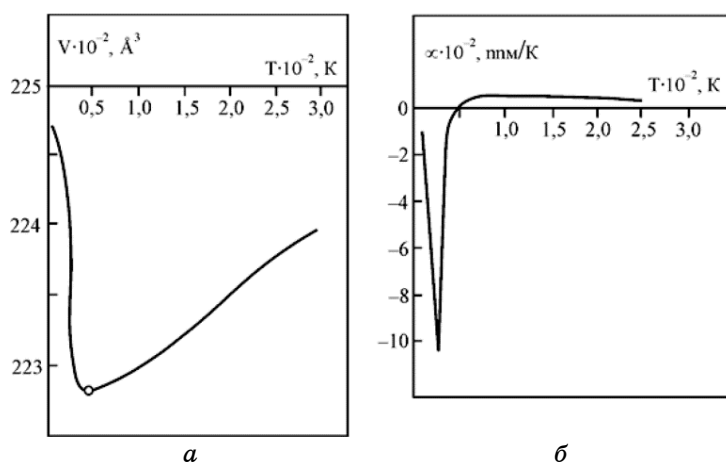 V·10⁻², Å³
T·10⁻², К
225
0,5 1,0 1,5 2,0 2,5 3,0
224
223
а
∝·10⁻², ппм/К
T·10⁻², К
0
1,0 1,5 2,0 2,5 3,0
−2
−4
−6
−8
−10
б